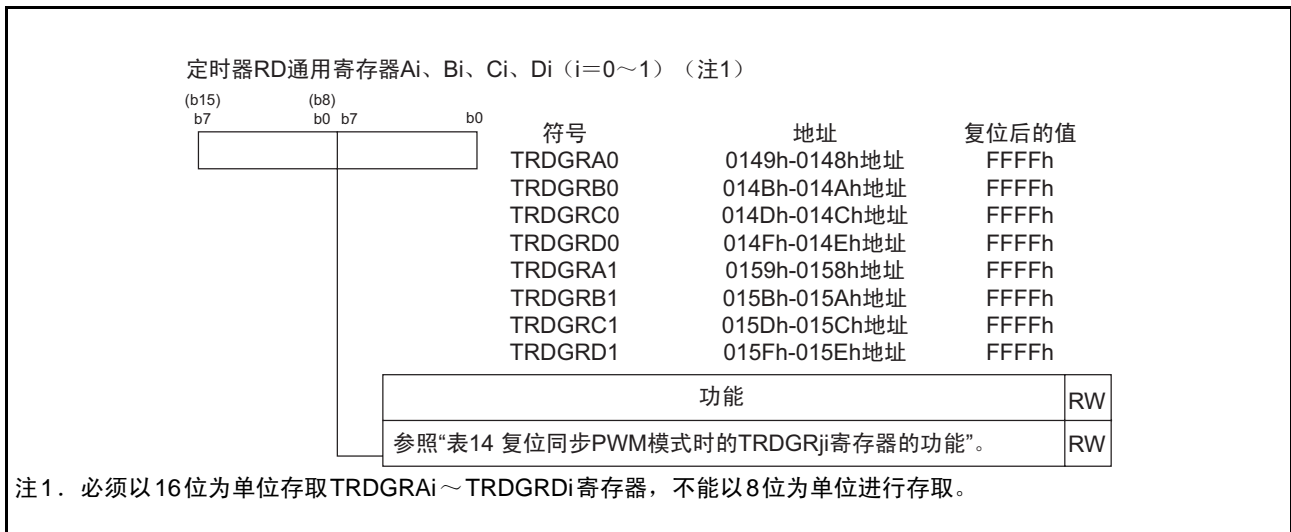 定时器RD通用寄存器Ai、Bi、Ci、Di（i＝0～1）（注1）
(b15) (b8)
b7 b0 b7 b0
符号 地址 复位后的值
TRDGRA0 0149h-0148h地址 FFFFh
TRDGRB0 014Bh-014Ah地址 FFFFh
TRDGRC0 014Dh-014Ch地址 FFFFh
TRDGRD0 014Fh-014Eh地址 FFFFh
TRDGRA1 0159h-0158h地址 FFFFh
TRDGRB1 015Bh-015Ah地址 FFFFh
TRDGRC1 015Dh-015Ch地址 FFFFh
TRDGRD1 015Fh-015Eh地址 FFFFh
功能 RW
参照“表14 复位同步PWM模式时的TRDGRji寄存器的功能”。 RW
注1．必须以16位为单位存取TRDGRAi～TRDGRDi寄存器，不能以8位为单位进行存取。